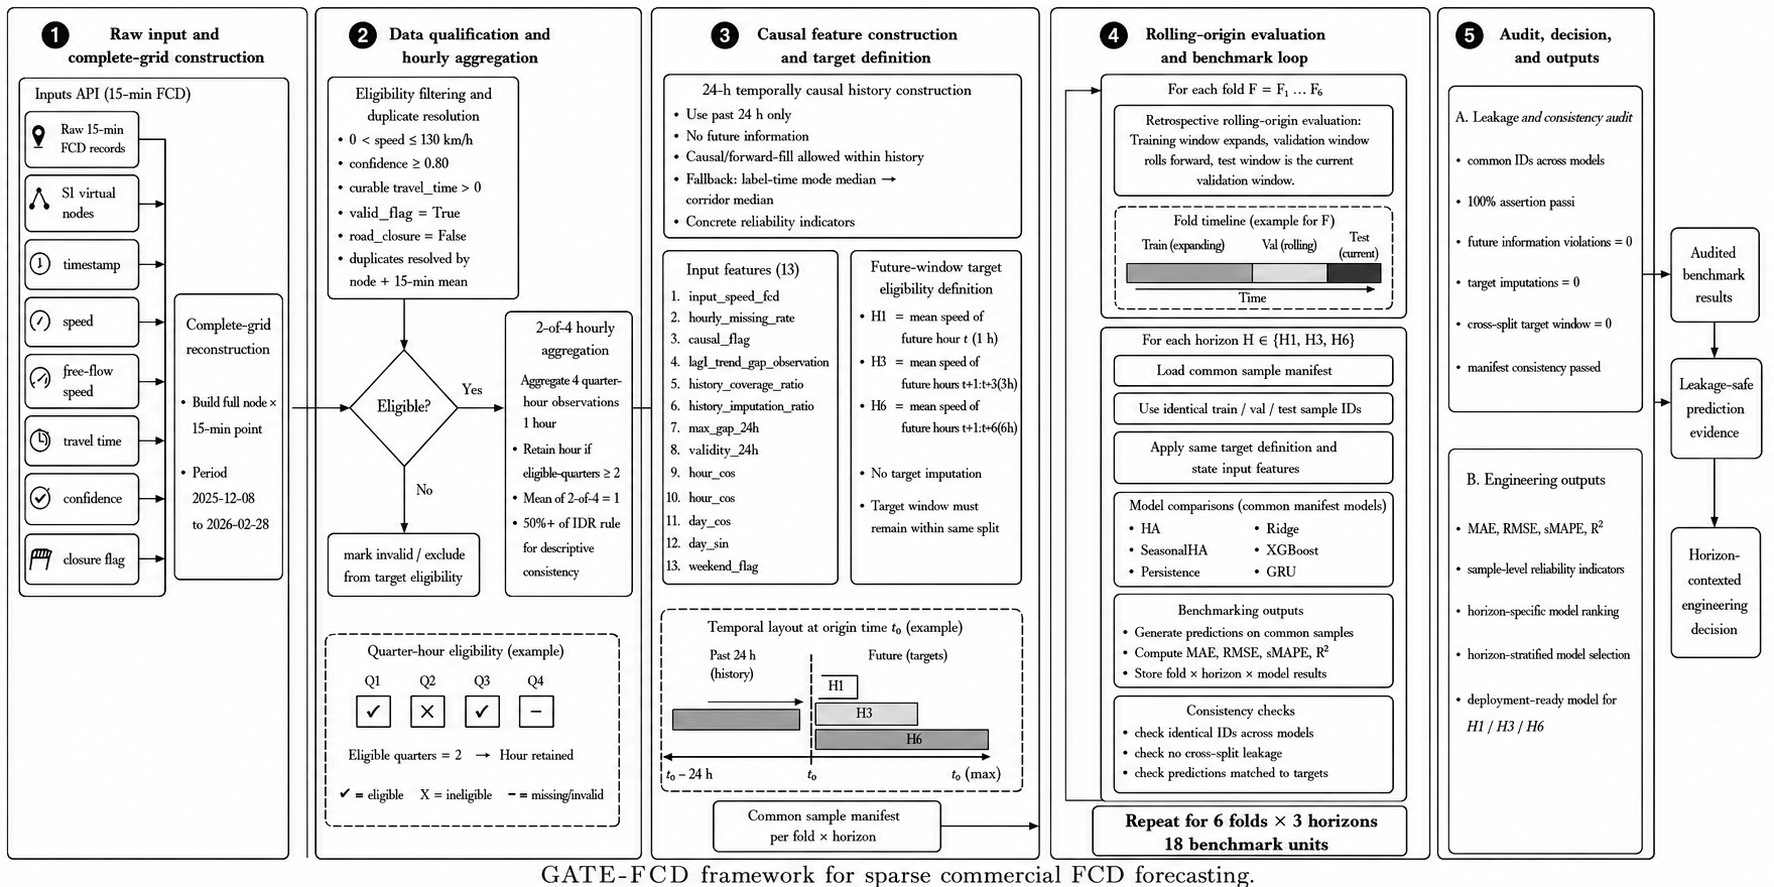 1 Raw input and
complete-grid construction
Inputs API (15-min FCD)
Raw 15-min
FCD records
S1 virtual
nodes
timestamp
speed
free-flow
speed
travel time
confidence
closure flag
Complete-grid
reconstruction
• Build full node ×
15-min point
• Period
2025-12-08
to 2026-02-28
2 Data qualification and
hourly aggregation
Eligibility filtering and
duplicate resolution
• 0 < speed ≤ 130 km/h
• confidence ≥ 0.80
• curable travel_time > 0
• valid_flag = True
• road_closure = False
• duplicates resolved by
node + 15-min mean
Eligible?
Yes
No
mark invalid / exclude
from target eligibility
2-of-4 hourly
aggregation
Aggregate 4 quarter-
hour observations
1 hour
• Retain hour if
eligible-quarters ≥ 2
• Mean of 2-of-4 = 1
• 50%+ of IDR rule
for descriptive
consistency
Quarter-hour eligibility (example)
Q1 Q2 Q3 Q4
✓ X ✓ –
Eligible quarters = 2 → Hour retained
✓ = eligible X = ineligible – = missing/invalid
3 Causal feature construction
and target definition
24-h temporally causal history construction
• Use past 24 h only
• No future information
• Causal/forward-fill allowed within history
• Fallback: label-time mode median →
corridor median
• Concrete reliability indicators
Input features (13)
1. input_speed_fcd
2. hourly_missing_rate
3. causal_flag
4. lag1_trend_gap_observation
5. history_coverage_ratio
6. history_imputation_ratio
7. max_gap_24h
8. validity_24h
9. hour_cos
10. hour_cos
11. day_cos
12. day_sin
13. weekend_flag
Future-window target
eligibility definition
• H1 = mean speed of
future hour t (1 h)
• H3 = mean speed of
future hours t+1:t+3(3h)
• H6 = mean speed of
future hours t+1:t+6(6h)
• No target imputation
• Target window must
remain within same split
Temporal layout at origin time t₀ (example)
Past 24 h
(history)
Future (targets)
H1
H3
H6
t₀ – 24 h t₀ t₀ (max)
Common sample manifest
per fold × horizon
4 Rolling-origin evaluation
and benchmark loop
For each fold F = F₁ … F₆
Retrospective rolling-origin evaluation:
Training window expands, validation window
rolls forward, test window is the current
validation window.
Fold timeline (example for F)
Train (expanding) Val (rolling) Test
(current)
Time
For each horizon H ∈ {H1, H3, H6}
Load common sample manifest
Use identical train / val / test sample IDs
Apply same target definition and
state input features
Model comparisons (common manifest models)
• HA • Ridge
• SeasonalHA • XGBoost
• Persistence • GRU
Benchmarking outputs
• Generate predictions on common samples
• Compute MAE, RMSE, sMAPE, R²
• Store fold × horizon × model results
Consistency checks
• check identical IDs across models
• check no cross-split leakage
• check predictions matched to targets
Repeat for 6 folds × 3 horizons
18 benchmark units
5 Audit, decision,
and outputs
A. Leakage and consistency audit
• common IDs across models
• 100% assertion passi
• future information violations = 0
• target imputations = 0
• cross-split target window = 0
• manifest consistency passed
B. Engineering outputs
• MAE, RMSE, sMAPE, R²
• sample-level reliability indicators
• horizon-specific model ranking
• horizon-stratified model selection
• deployment-ready model for
H1 / H3 / H6
Audited
benchmark
results
Leakage-safe
prediction
evidence
Horizon-
contexted
engineering
decision
GATE-FCD framework for sparse commercial FCD forecasting.